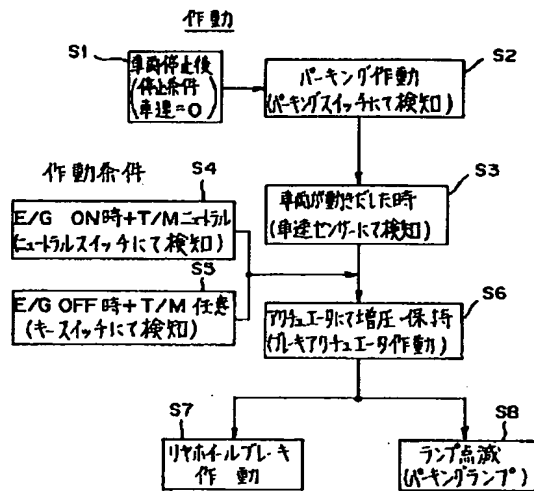 作動
S1
車両停止後
(停止条件
車速=0)
S2
パーキング作動
(パーキングスイッチにて検知)
S3
車両が動きだした時
(車速センサーにて検知)
作動条件
S4
E/G ON時+T/Mニュートラル
(ニュートラルスイッチにて検知)
S5
E/G OFF時+T/M 任意
(キースイッチにて検知)
S6
アクチュエータにて増圧・保持
(ブレーキアクチュエータ作動)
S7
リヤホイールブレーキ
作動
S8
ランプ点滅
(パーキングランプ)